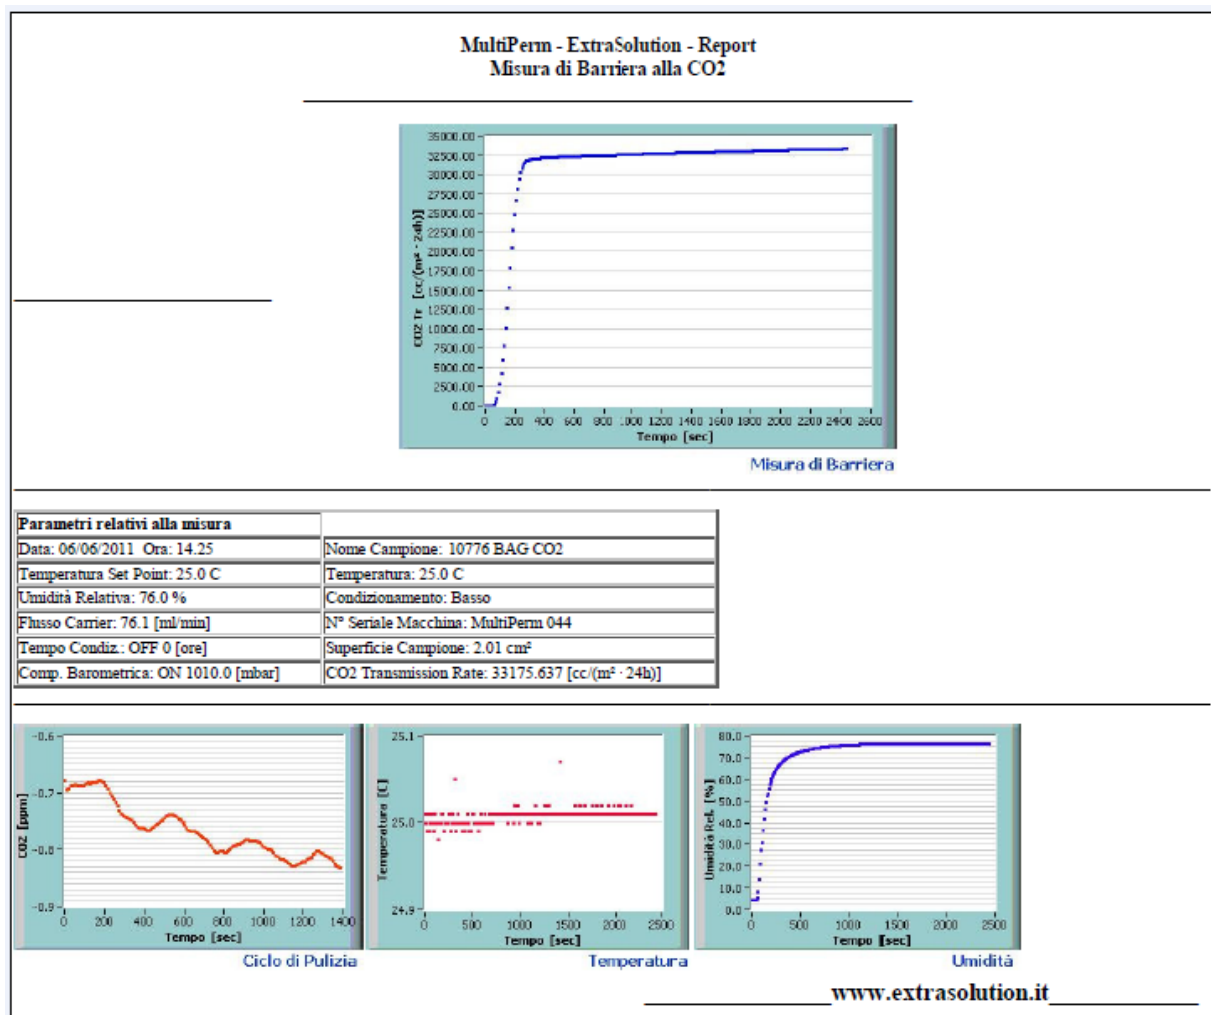 MultiPerm - ExtraSolution - Report
Misura di Barriera alla CO2
35000.00
32500.00
30000.00
27500.00
25000.00
22500.00
20000.00
17500.00
15000.00
12500.00
10000.00
7500.00
5000.00
2500.00
0.00
CO2 Tr [cc/(m² · 24h)]
0 200 400 600 800 1000 1200 1400 1600 1800 2000 2200 2400 2600
Tempo [sec]
Misura di Barriera
Parametri relativi alla misura
Data: 06/06/2011 Ora: 14.25 Nome Campione: 10776 BAG CO2
Temperatura Set Point: 25.0 C Temperatura: 25.0 C
Umidità Relativa: 76.0 % Condizionamento: Basso
Flusso Carrier: 76.1 [ml/min] N° Seriale Macchina: MultiPerm 044
Tempo Condiz.: OFF 0 [ore] Superficie Campione: 2.01 cm²
Comp. Barometrica: ON 1010.0 [mbar] CO2 Transmission Rate: 33175.637 [cc/(m² · 24h)]
-0.6
-0.7
-0.8
-0.9
CO2 [ppm]
0 200 400 600 800 1000 1200 1400
Tempo [sec]
Ciclo di Pulizia
25.1
25.0
24.9
Temperatura [C]
0 500 1000 1500 2000 2500
Tempo [sec]
Temperatura
80.0
70.0
60.0
50.0
40.0
30.0
20.0
10.0
0.0
Umidità Rel. [%]
0 500 1000 1500 2000 2500
Tempo [sec]
Umidità
www.extrasolution.it